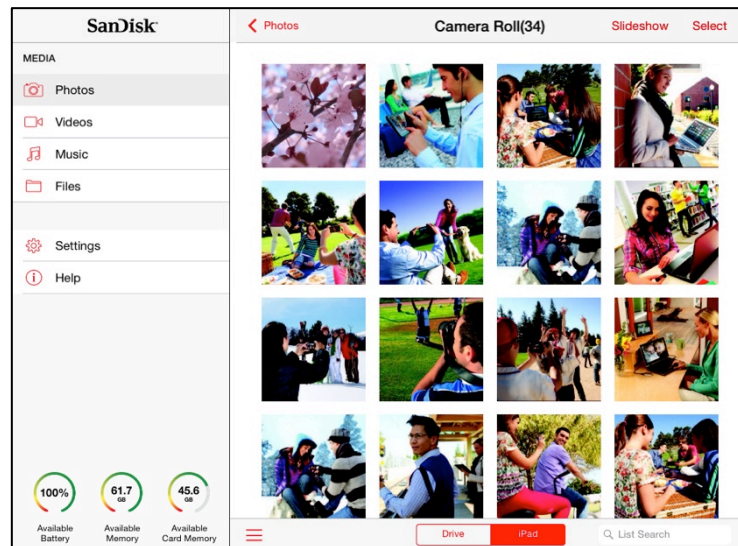 SanDisk
MEDIA
Photos
Videos
Music
Files
Settings
Help
100%
61.7
GB
45.6
GB
Available
Battery
Available
Memory
Available
Card Memory
Photos
Camera Roll(34)
Slideshow
Select
Drive
iPad
List Search